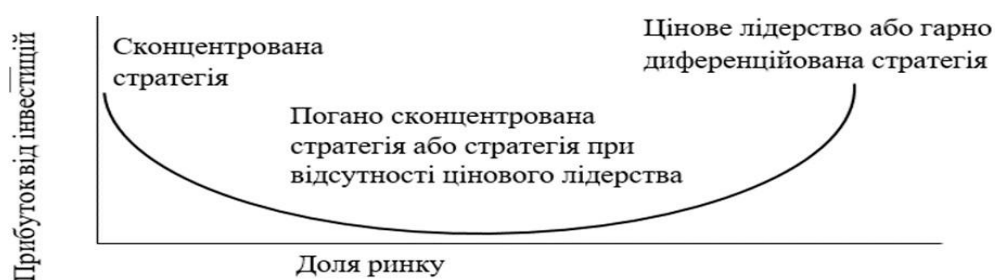 Прибуток від інвестицій
Сконцентрована
стратегія
Цінове лідерство або гарно
диференційована стратегія
Погано сконцентрована
стратегія або стратегія при
відсутності цінового лідерства
Доля ринку